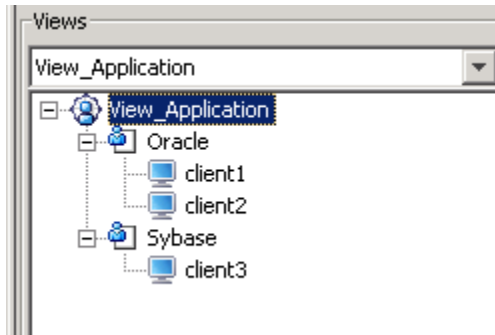 Views
View_Application
View_Application
Oracle
client1
client2
Sybase
client3